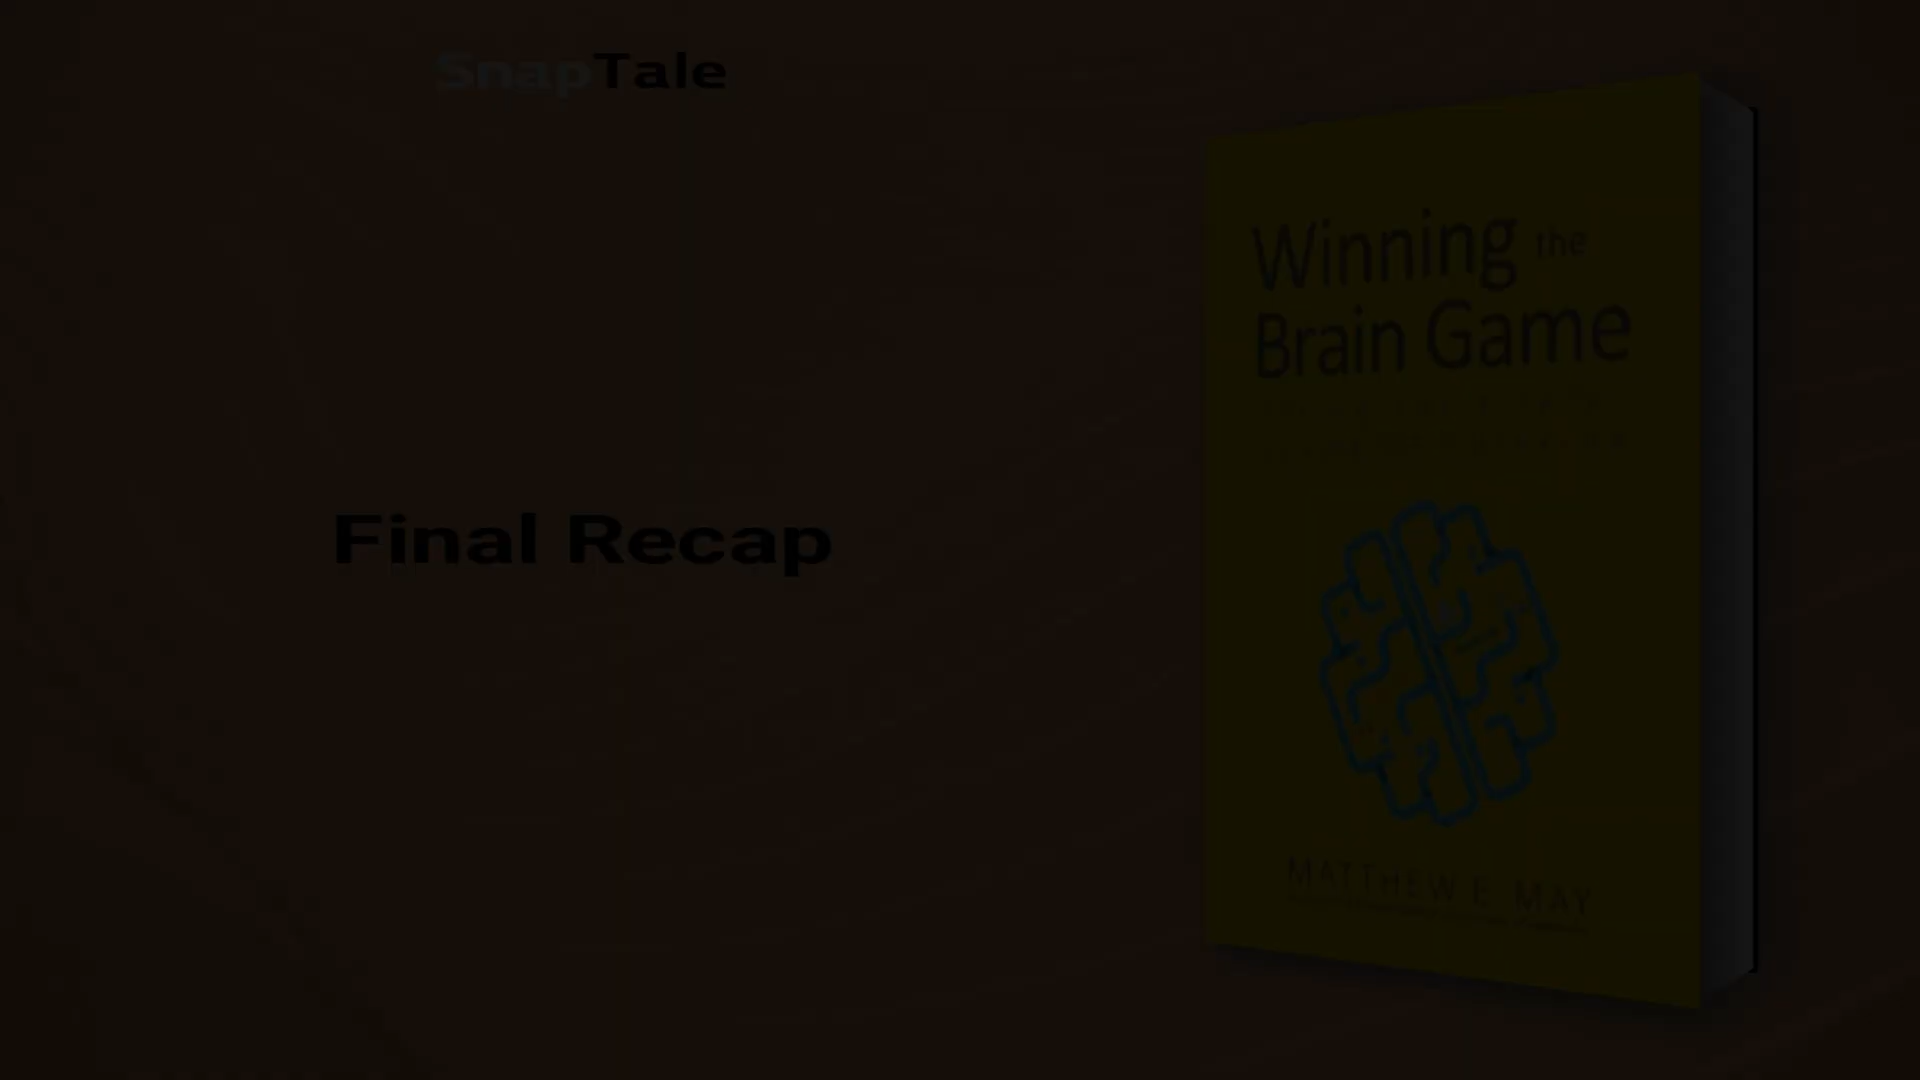 SnapTale
Final Recap
Winning the
Brain Game
MATTHEW E. MAY